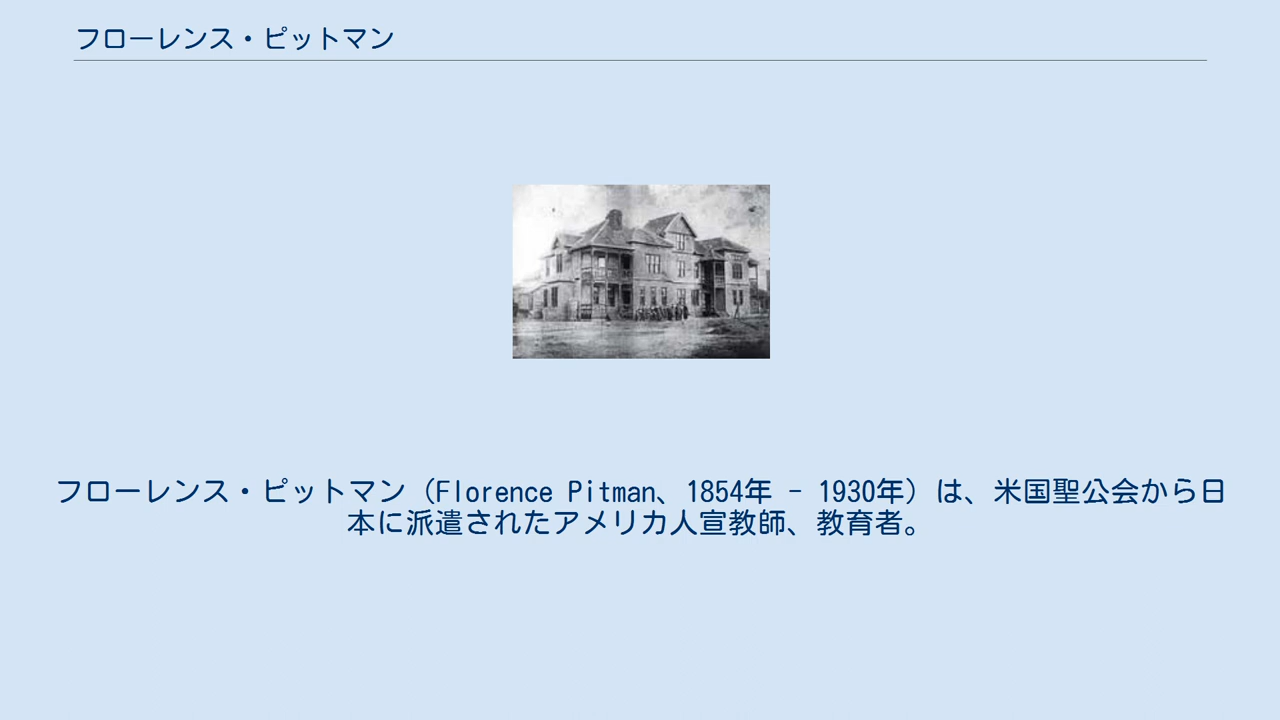 フローレンス・ピットマン
フローレンス・ピットマン（Florence Pitman、1854年 - 1930年）は、米国聖公会から日
本に派遣されたアメリカ人宣教師、教育者。